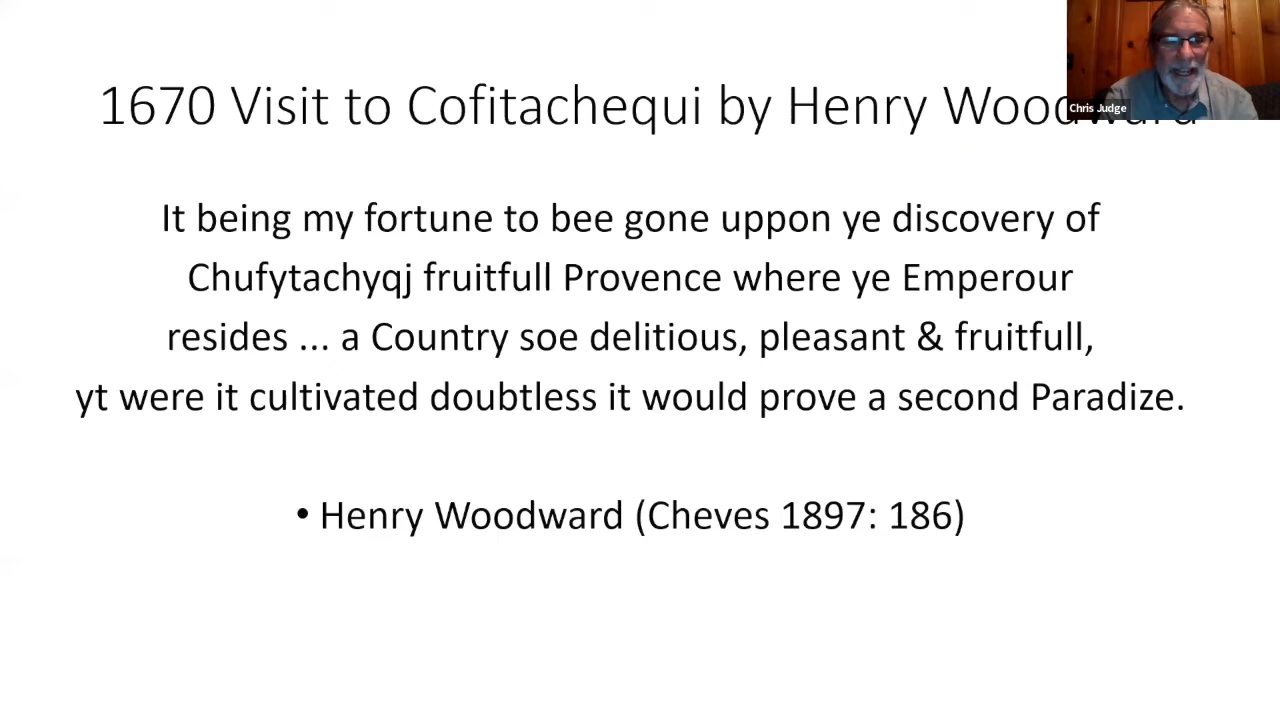 1670 Visit to Cofitachequi by Henry Woodward
Chris Judge
It being my fortune to bee gone uppon ye discovery of
Chufytachyqj fruitfull Provence where ye Emperour
resides ... a Country soe delitious, pleasant & fruitfull,
yt were it cultivated doubtless it would prove a second Paradize.
• Henry Woodward (Cheves 1897: 186)